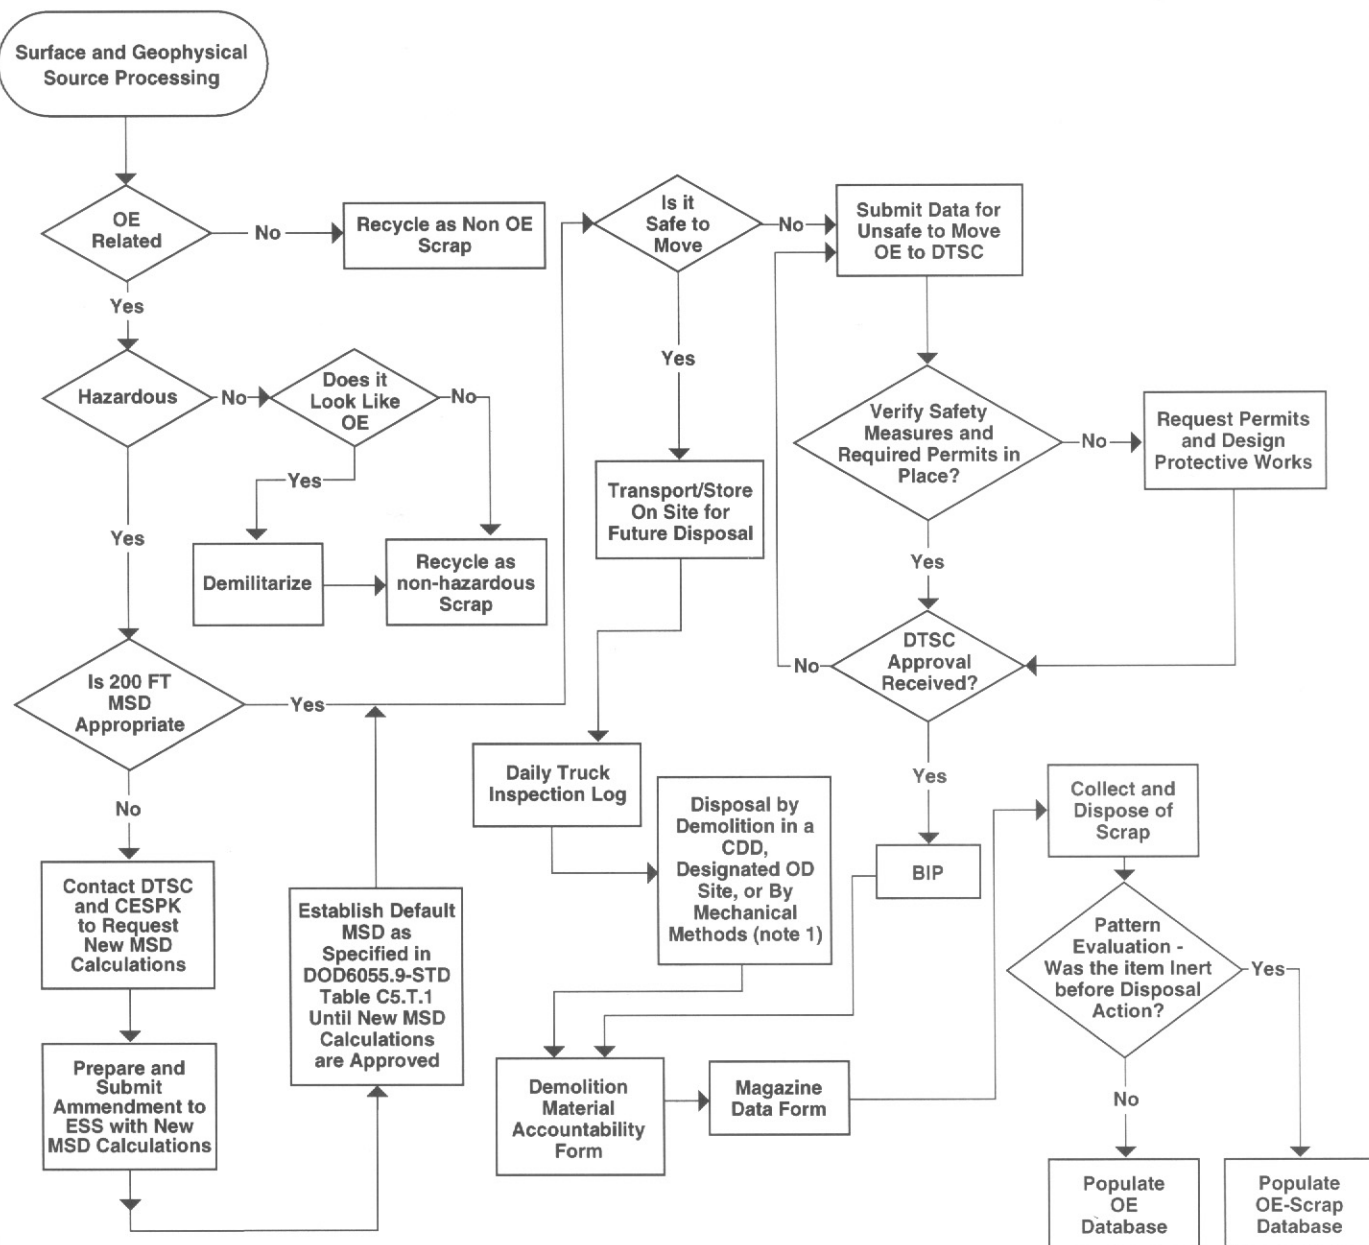 Surface and Geophysical
Source Processing
OE
Related
No
Recycle as Non OE
Scrap
Yes
Hazardous
No
Does it
Look Like
OE
No
Yes
Demilitarize
Recycle as
non-hazardous
Scrap
Yes
Is 200 FT
MSD
Appropriate
Yes
No
Contact DTSC
and CESPK
to Request
New MSD
Calculations
Prepare and
Submit
Ammendment to
ESS with New
MSD Calculations
Establish Default
MSD as
Specified in
DOD6055.9-STD
Table C5.T.1
Until New MSD
Calculations
are Approved
Is it
Safe to
Move
No
Submit Data for
Unsafe to Move
OE to DTSC
Yes
Transport/Store
On Site for
Future Disposal
Daily Truck
Inspection Log
Disposal by
Demolition in a
CDD,
Designated OD
Site, or By
Mechanical
Methods (note 1)
Verify Safety
Measures and
Required Permits in
Place?
No
Request Permits
and Design
Protective Works
Yes
DTSC
Approval
Received?
No
Yes
BIP
Demolition
Material
Accountability
Form
Magazine
Data Form
Collect and
Dispose of
Scrap
Pattern
Evaluation -
Was the item Inert
before Disposal
Action?
Yes
No
Populate
OE
Database
Populate
OE-Scrap
Database